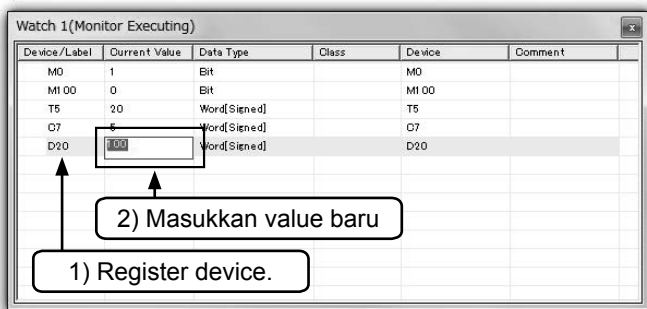 Watch 1(Monitor Executing)
Device/Label Current Value Data Type Class Device Comment
M0 1 Bit M0
M100 0 Bit M100
T5 20 Word[Signed] T5
C7 5 Word[Signed] C7
D20 100 Word[Signed] D20
2) Masukkan value baru
1) Register device.